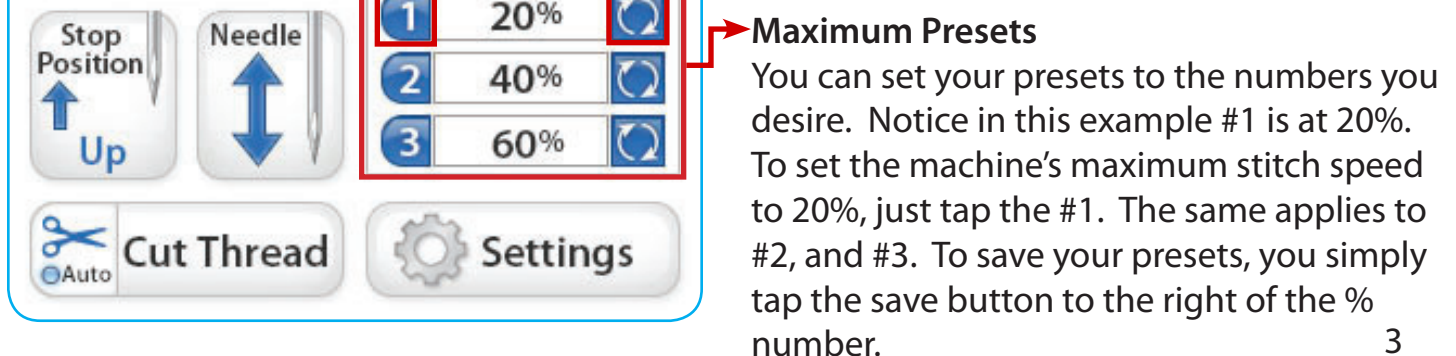 Stop
Position
Up
Needle
1 20%
2 40%
3 60%
Cut Thread
Auto
Settings
Maximum Presets
You can set your presets to the numbers you
desire. Notice in this example #1 is at 20%.
To set the machine’s maximum stitch speed
to 20%, just tap the #1. The same applies to
#2, and #3. To save your presets, you simply
tap the save button to the right of the %
number.
3